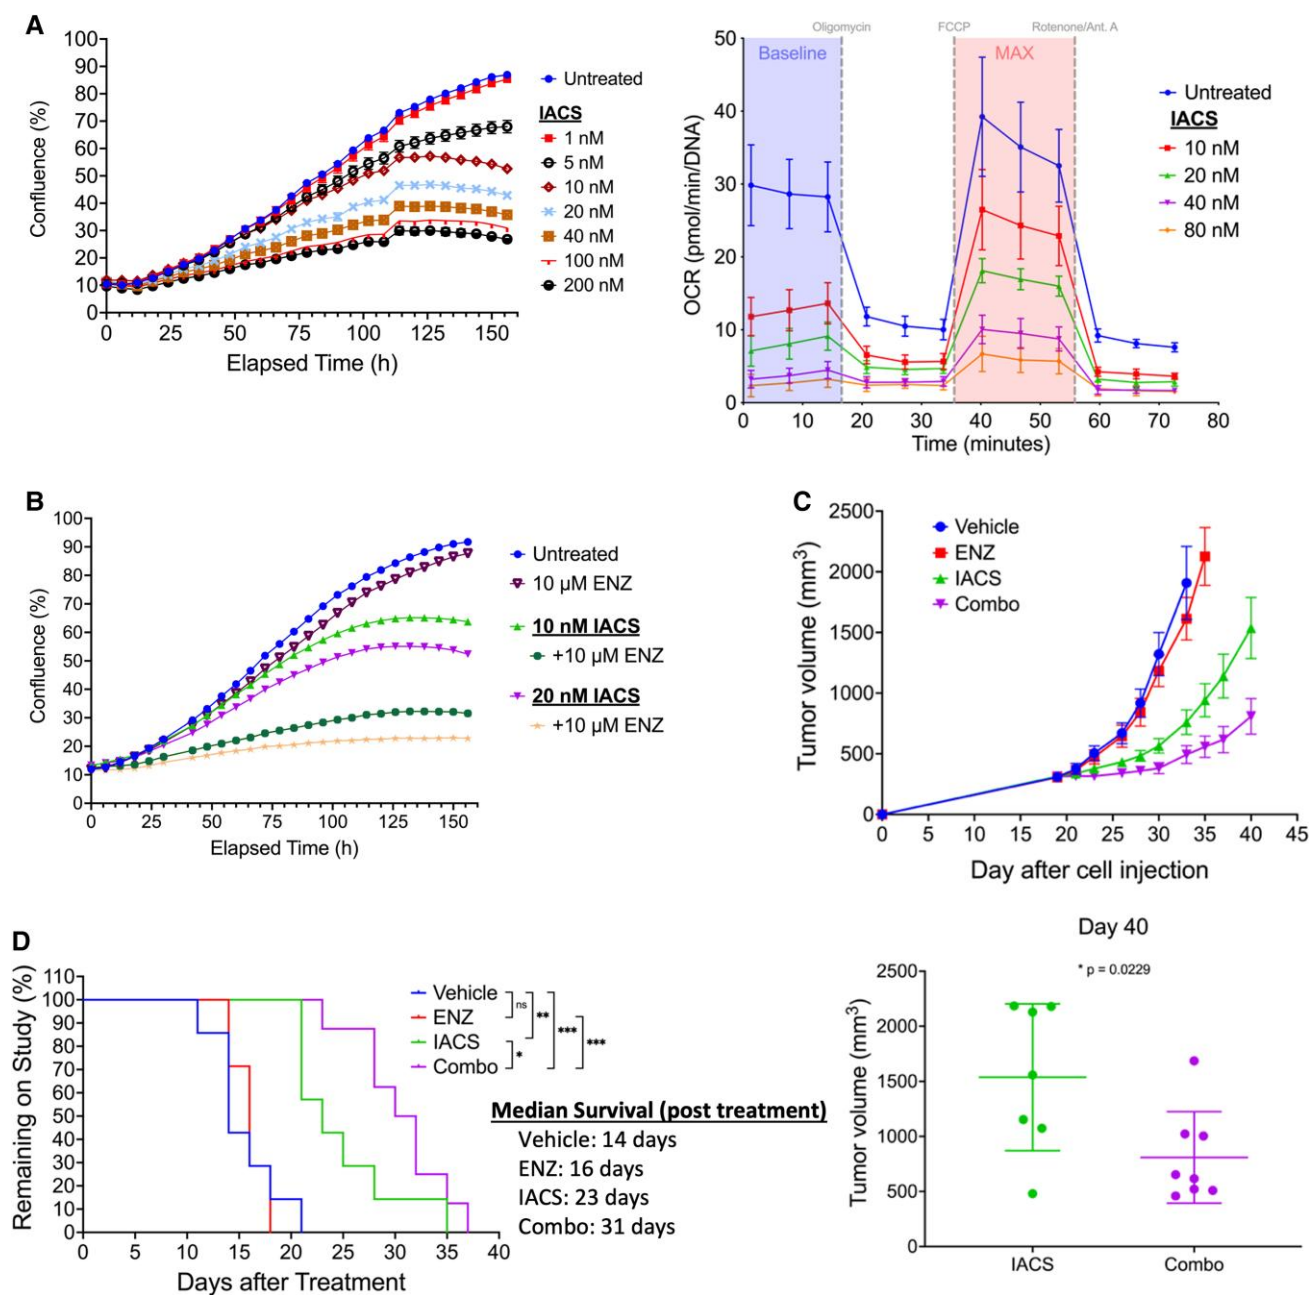 A
100
90
80
70
60
50
40
30
20
10
0
Confluence (%)
0 25 50 75 100 125 150
Elapsed Time (h)
Untreated
IACS
1 nM
5 nM
10 nM
20 nM
40 nM
100 nM
200 nM
Oligomycin FCCP Rotenone/Ant. A
Baseline MAX
50
40
30
20
10
0
OCR (pmol/min/DNA)
0 10 20 30 40 50 60 70 80
Time (minutes)
Untreated
IACS
10 nM
20 nM
40 nM
80 nM
B
100
90
80
70
60
50
40
30
20
10
0
Confluence (%)
0 25 50 75 100 125 150
Elapsed Time (h)
Untreated
10 µM ENZ
10 nM IACS
+10 µM ENZ
20 nM IACS
+10 µM ENZ
C
2500
2000
1500
1000
500
0
Tumor volume (mm³)
0 5 10 15 20 25 30 35 40 45
Day after cell injection
Vehicle
ENZ
IACS
Combo
D
110
100
90
80
70
60
50
40
30
20
10
0
Remaining on Study (%)
0 5 10 15 20 25 30 35 40
Days after Treatment
Vehicle
ENZ
IACS
Combo
ns
**
*
***
***
Median Survival (post treatment)
Vehicle: 14 days
ENZ: 16 days
IACS: 23 days
Combo: 31 days
Day 40
* p = 0.0229
2500
2000
1500
1000
500
0
Tumor volume (mm³)
IACS Combo